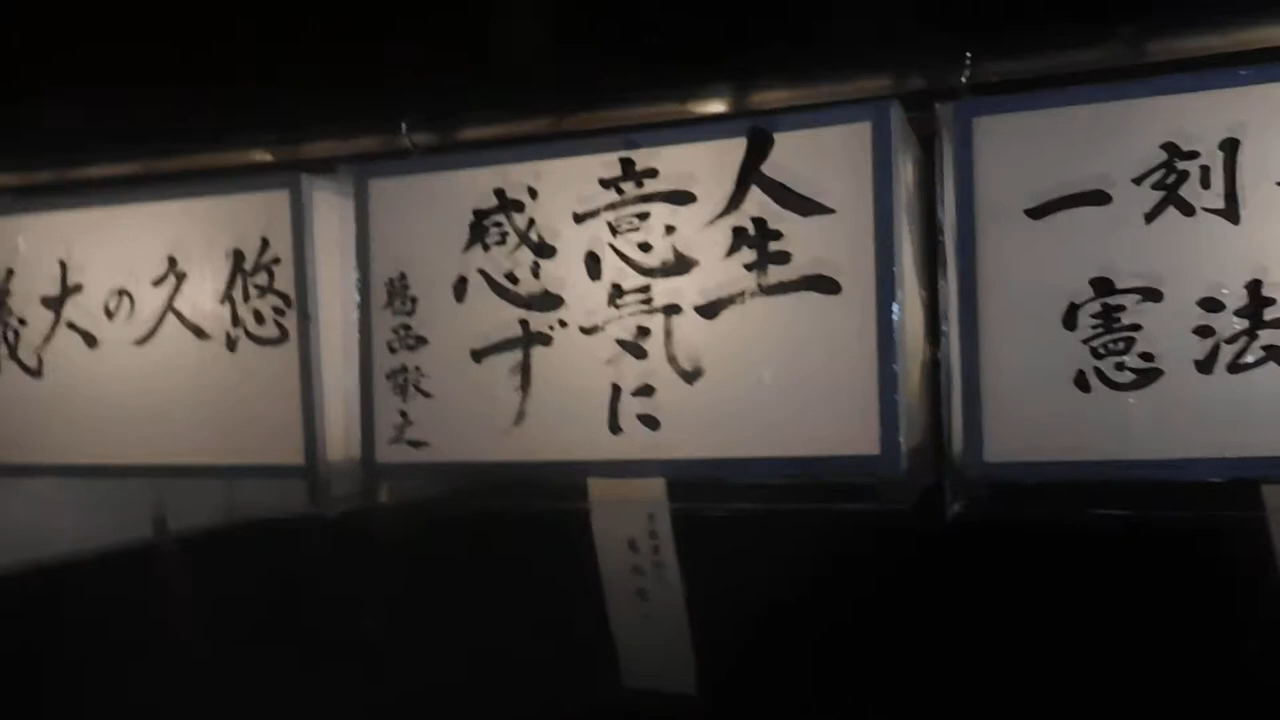 一刻
憲法
人生
意気に
感ず
葛西敬之
悠久の大義